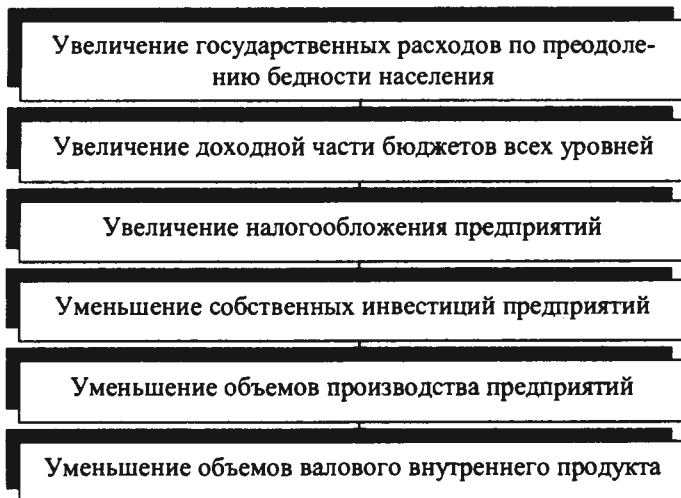 Увеличение государственных расходов по преодоле-
нию бедности населения
Увеличение доходной части бюджетов всех уровней
Увеличение налогообложения предприятий
Уменьшение собственных инвестиций предприятий
Уменьшение объемов производства предприятий
Уменьшение объемов валового внутреннего продукта